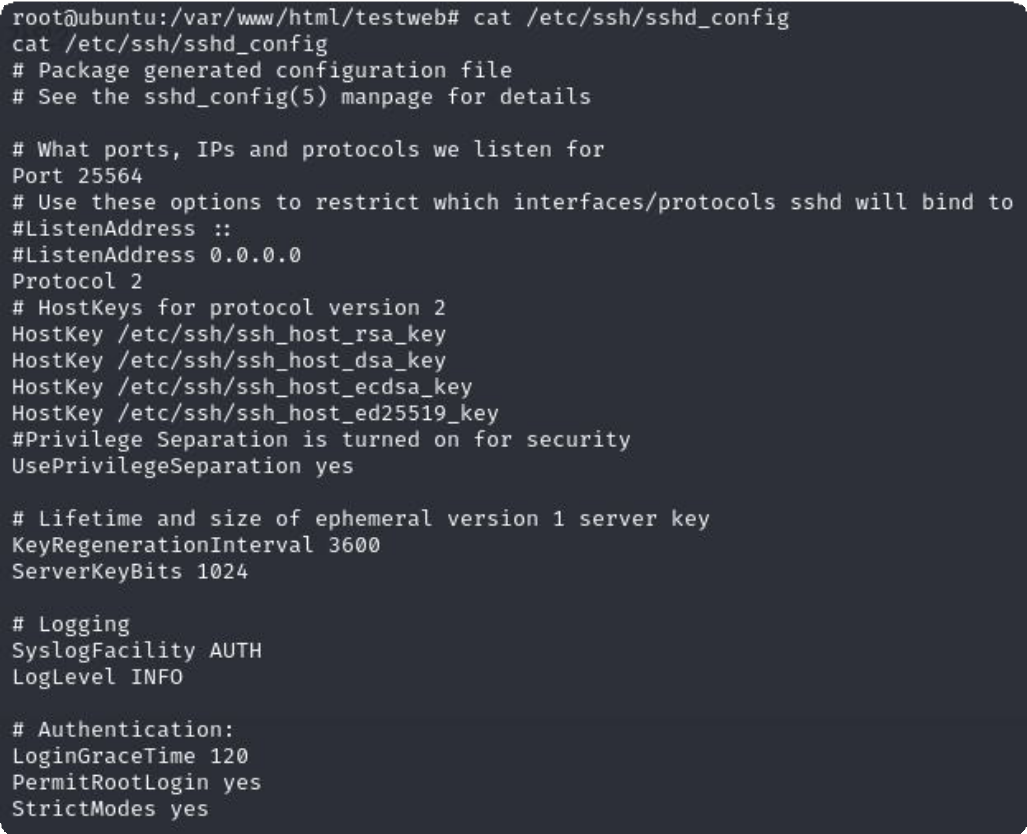 root@ubuntu:/var/www/html/testweb# cat /etc/ssh/sshd_config
cat /etc/ssh/sshd_config
# Package generated configuration file
# See the sshd_config(5) manpage for details
# What ports, IPs and protocols we listen for
Port 25564
# Use these options to restrict which interfaces/protocols sshd will bind to
#ListenAddress ::
#ListenAddress 0.0.0.0
Protocol 2
# HostKeys for protocol version 2
HostKey /etc/ssh/ssh_host_rsa_key
HostKey /etc/ssh/ssh_host_dsa_key
HostKey /etc/ssh/ssh_host_ecdsa_key
HostKey /etc/ssh/ssh_host_ed25519_key
#Privilege Separation is turned on for security
UsePrivilegeSeparation yes
# Lifetime and size of ephemeral version 1 server key
KeyRegenerationInterval 3600
ServerKeyBits 1024
# Logging
SyslogFacility AUTH
LogLevel INFO
# Authentication:
LoginGraceTime 120
PermitRootLogin yes
StrictModes yes